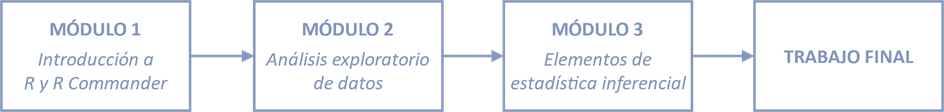 MÓDULO 1
Introducción a
R y R Commander
MÓDULO 2
Análisis exploratorio
de datos
MÓDULO 3
Elementos de
estadística inferencial
TRABAJO FINAL